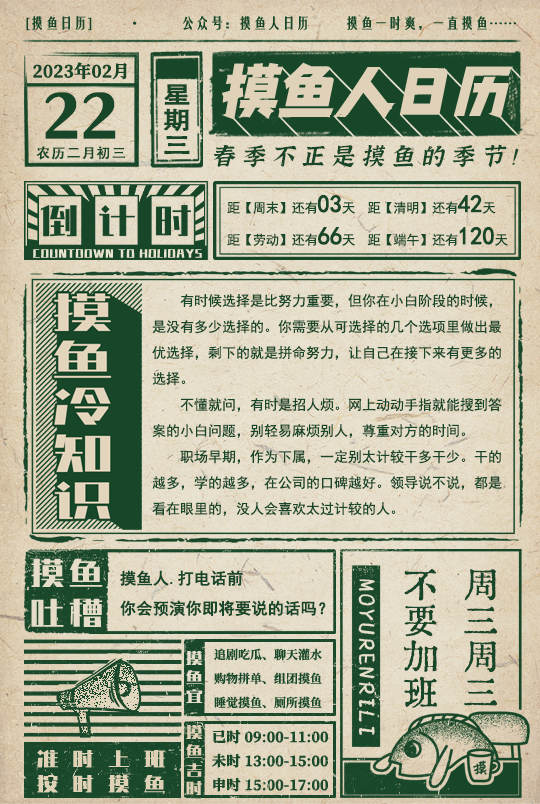 [摸鱼日历] · 公众号：摸鱼人日历 摸鱼一时爽，一直摸鱼……
2023年02月
22
农历二月初三
星期三
摸鱼人日历
春季不正是摸鱼的季节!
倒计时
COUNTDOWN TO HOLIDAYS
距【周末】还有03天 距【清明】还有42天
距【劳动】还有66天 距【端午】还有120天
摸鱼冷知识
有时候选择是比努力重要，但你在小白阶段的时候，
是没有多少选择的。你需要从可选择的几个选项里做出最
优选择，剩下的就是拼命努力，让自己在接下来有更多的
选择。
不懂就问，有时是招人烦。网上动动手指就能搜到答
案的小白问题，别轻易麻烦别人，尊重对方的时间。
职场早期，作为下属，一定别太计较干多干少。干的
越多，学的越多，在公司的口碑越好。领导说不说，都是
看在眼里的，没人会喜欢太过计较的人。
摸鱼
吐槽
摸鱼人.打电话前
你会预演你即将要说的话吗?
准时上班
按时摸鱼
摸鱼宜
追剧吃瓜、聊天灌水
购物拼单、组团摸鱼
睡觉摸鱼、厕所摸鱼
摸鱼吉时
巳时 09:00-11:00
未时 13:00-15:00
申时 15:00-17:00
周三周三
不要加班
MOYURENRILI
摸